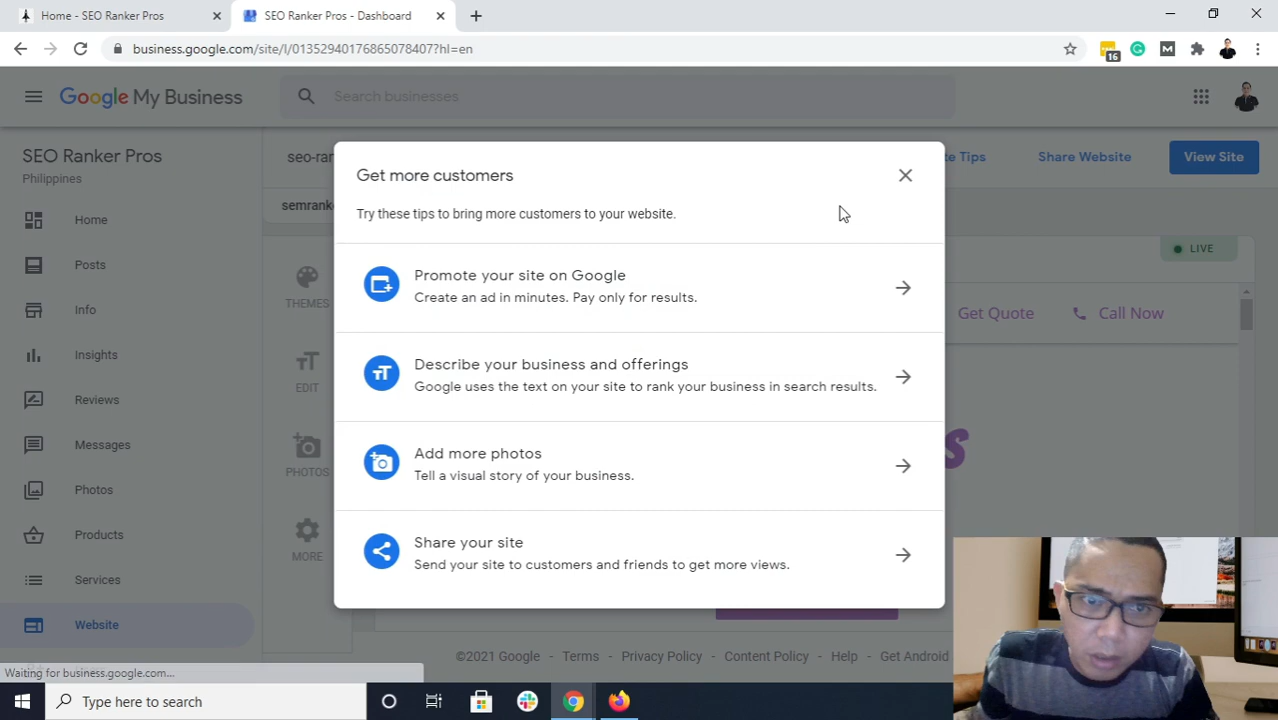 Home - SEO Ranker Pros
SEO Ranker Pros - Dashboard
business.google.com/site/l/01352940176865078407?hl=en
16
Google My Business
Search businesses
SEO Ranker Pros
Philippines
Home
Posts
Info
Insights
Reviews
Messages
Photos
Products
Services
Website
seo-ran
te Tips
Share Website
View Site
semranke
THEMES
EDIT
PHOTOS
MORE
LIVE
Get Quote
Call Now
s
Get more customers
Try these tips to bring more customers to your website.
Promote your site on Google
Create an ad in minutes. Pay only for results.
Describe your business and offerings
Google uses the text on your site to rank your business in search results.
Add more photos
Tell a visual story of your business.
Share your site
Send your site to customers and friends to get more views.
©2021 Google - Terms - Privacy Policy - Content Policy - Help - Get Android
Waiting for business.google.com...
Type here to search